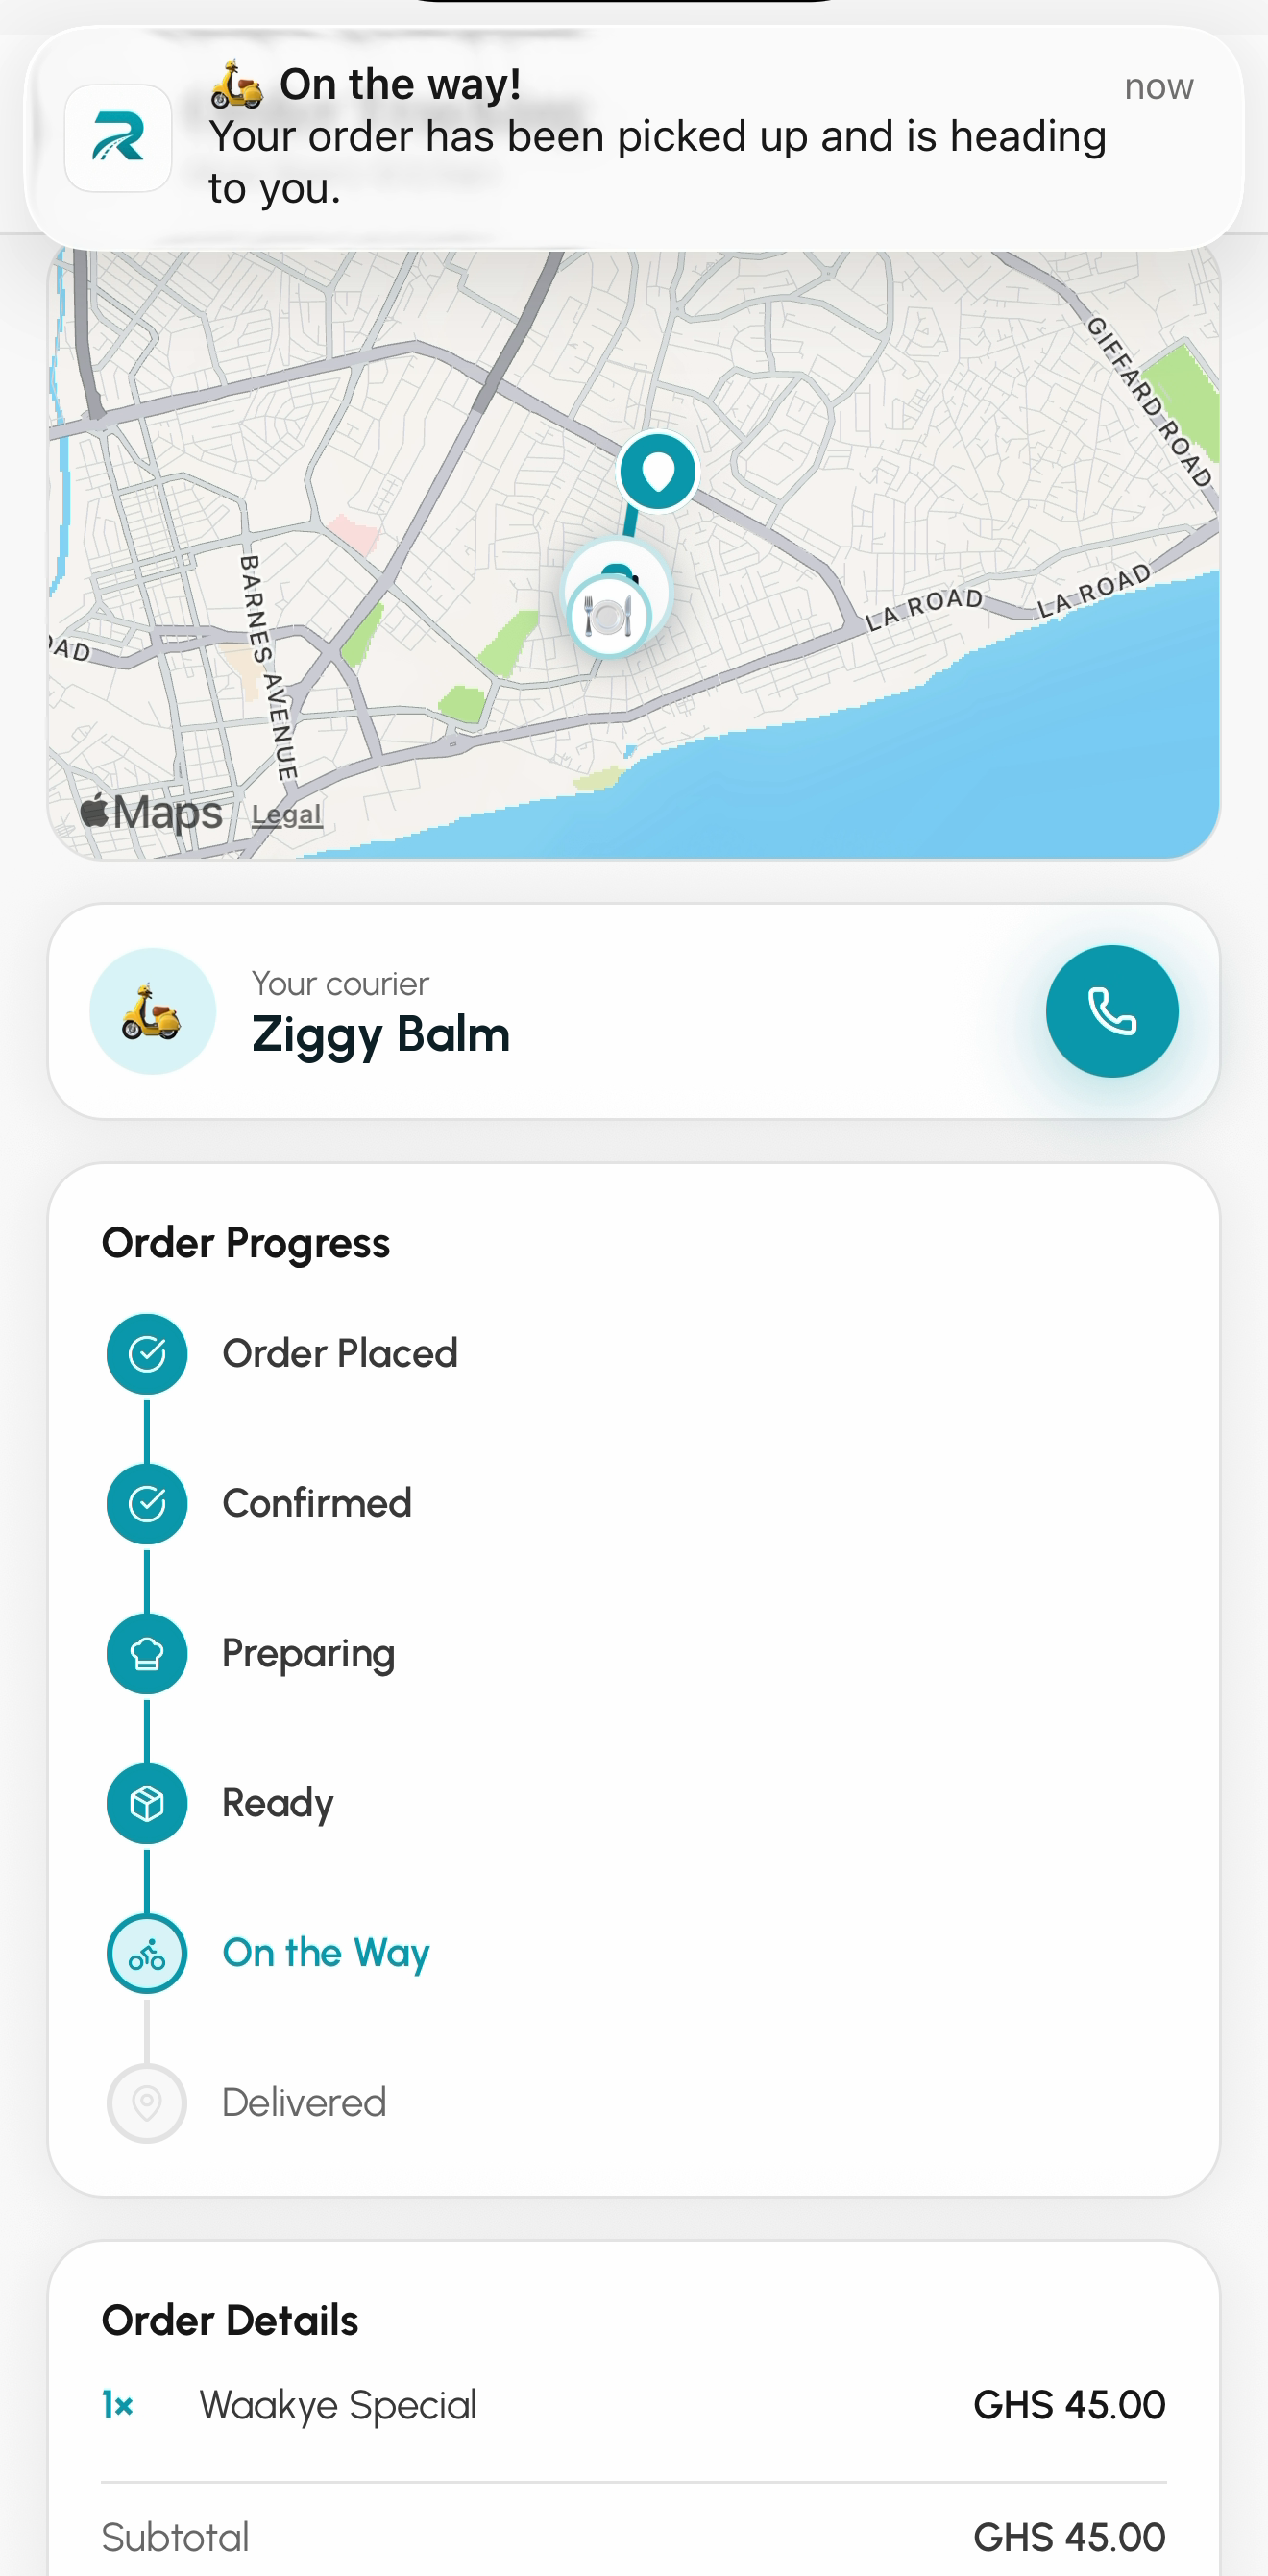 🛵 On the way!
now
Your order has been picked up and is heading
to you.
GIFFARD ROAD
BARNES AVENUE
LA ROAD
LA ROAD
OAD
Maps
Legal
Your courier
Ziggy Balm
Order Progress
Order Placed
Confirmed
Preparing
Ready
On the Way
Delivered
Order Details
1× Waakye Special GHS 45.00
Subtotal GHS 45.00